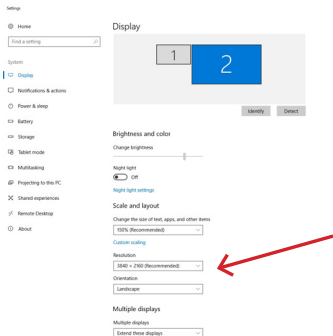 Settings
Home
Display
Find a setting
1
2
System
Display
Notifications & actions
Power & sleep
Identify
Detect
Battery
Storage
Brightness and color
Tablet mode
Change brightness
Multitasking
Night light
Projecting to this PC
Off
Shared experiences
Night light settings
Remote Desktop
Scale and layout
About
Change the size of text, apps, and other items
150% (Recommended)
Custom scaling
Resolution
3840 × 2160 (Recommended)
Orientation
Landscape
Multiple displays
Multiple displays
Extend these displays